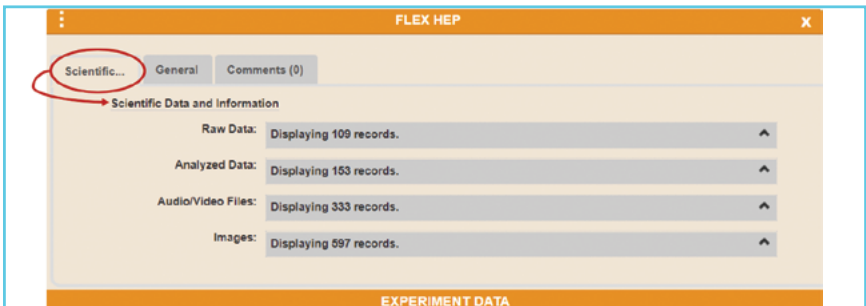 FLEX HEP
x
Scientific... General Comments (0)
Scientific Data and Information
Raw Data: Displaying 109 records.
Analyzed Data: Displaying 153 records.
Audio/Video Files: Displaying 333 records.
Images: Displaying 597 records.
EXPERIMENT DATA